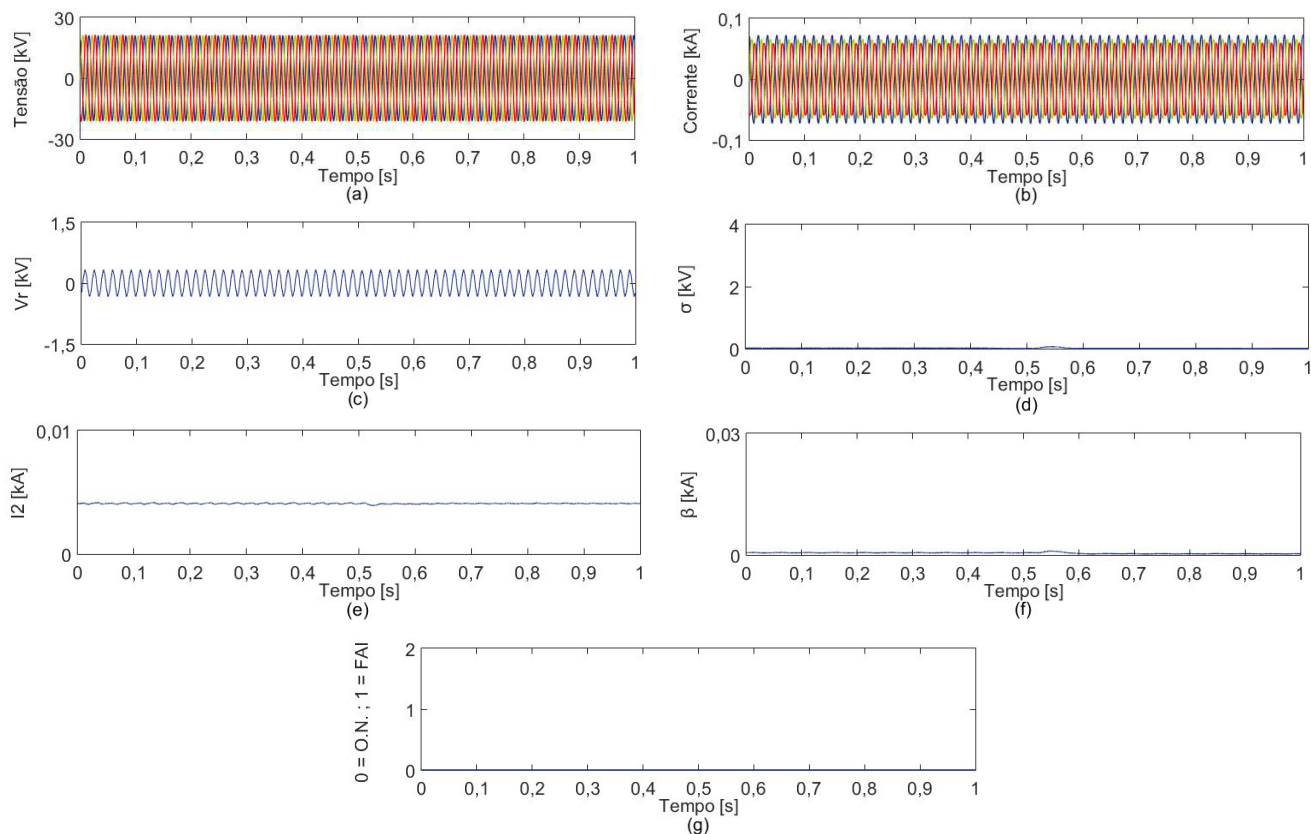 Tensão [kV]
30
0
-30
0 0,1 0,2 0,3 0,4 0,5 0,6 0,7 0,8 0,9 1
Tempo [s]
(a)
Corrente [kA]
0,1
0
-0,1
0 0,1 0,2 0,3 0,4 0,5 0,6 0,7 0,8 0,9 1
Tempo [s]
(b)
Vr [kV]
1,5
0
-1,5
0 0,1 0,2 0,3 0,4 0,5 0,6 0,7 0,8 0,9 1
Tempo [s]
(c)
σ [kV]
4
2
0
0 0,1 0,2 0,3 0,4 0,5 0,6 0,7 0,8 0,9 1
Tempo [s]
(d)
I2 [kA]
0,01
0
0 0,1 0,2 0,3 0,4 0,5 0,6 0,7 0,8 0,9 1
Tempo [s]
(e)
β [kA]
0,03
0
0 0,1 0,2 0,3 0,4 0,5 0,6 0,7 0,8 0,9 1
Tempo [s]
(f)
0 = O.N. ; 1 = FAI
2
1
0
0 0,1 0,2 0,3 0,4 0,5 0,6 0,7 0,8 0,9 1
Tempo [s]
(g)